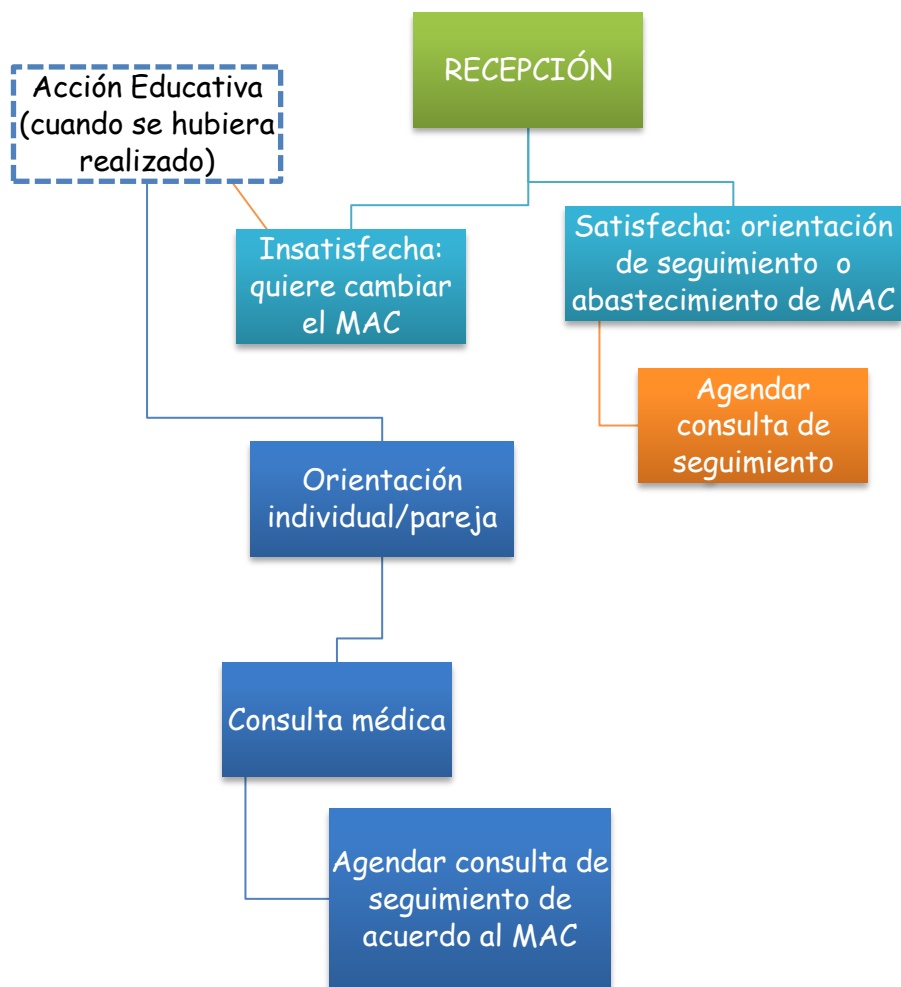 RECEPCIÓN
Acción Educativa
(cuando se hubiera
realizado)
Insatisfecha:
quiere cambiar
el MAC
Satisfecha: orientación
de seguimiento o
abastecimiento de MAC
Agendar
consulta de
seguimiento
Orientación
individual/pareja
Consulta médica
Agendar consulta de
seguimiento de
acuerdo al MAC